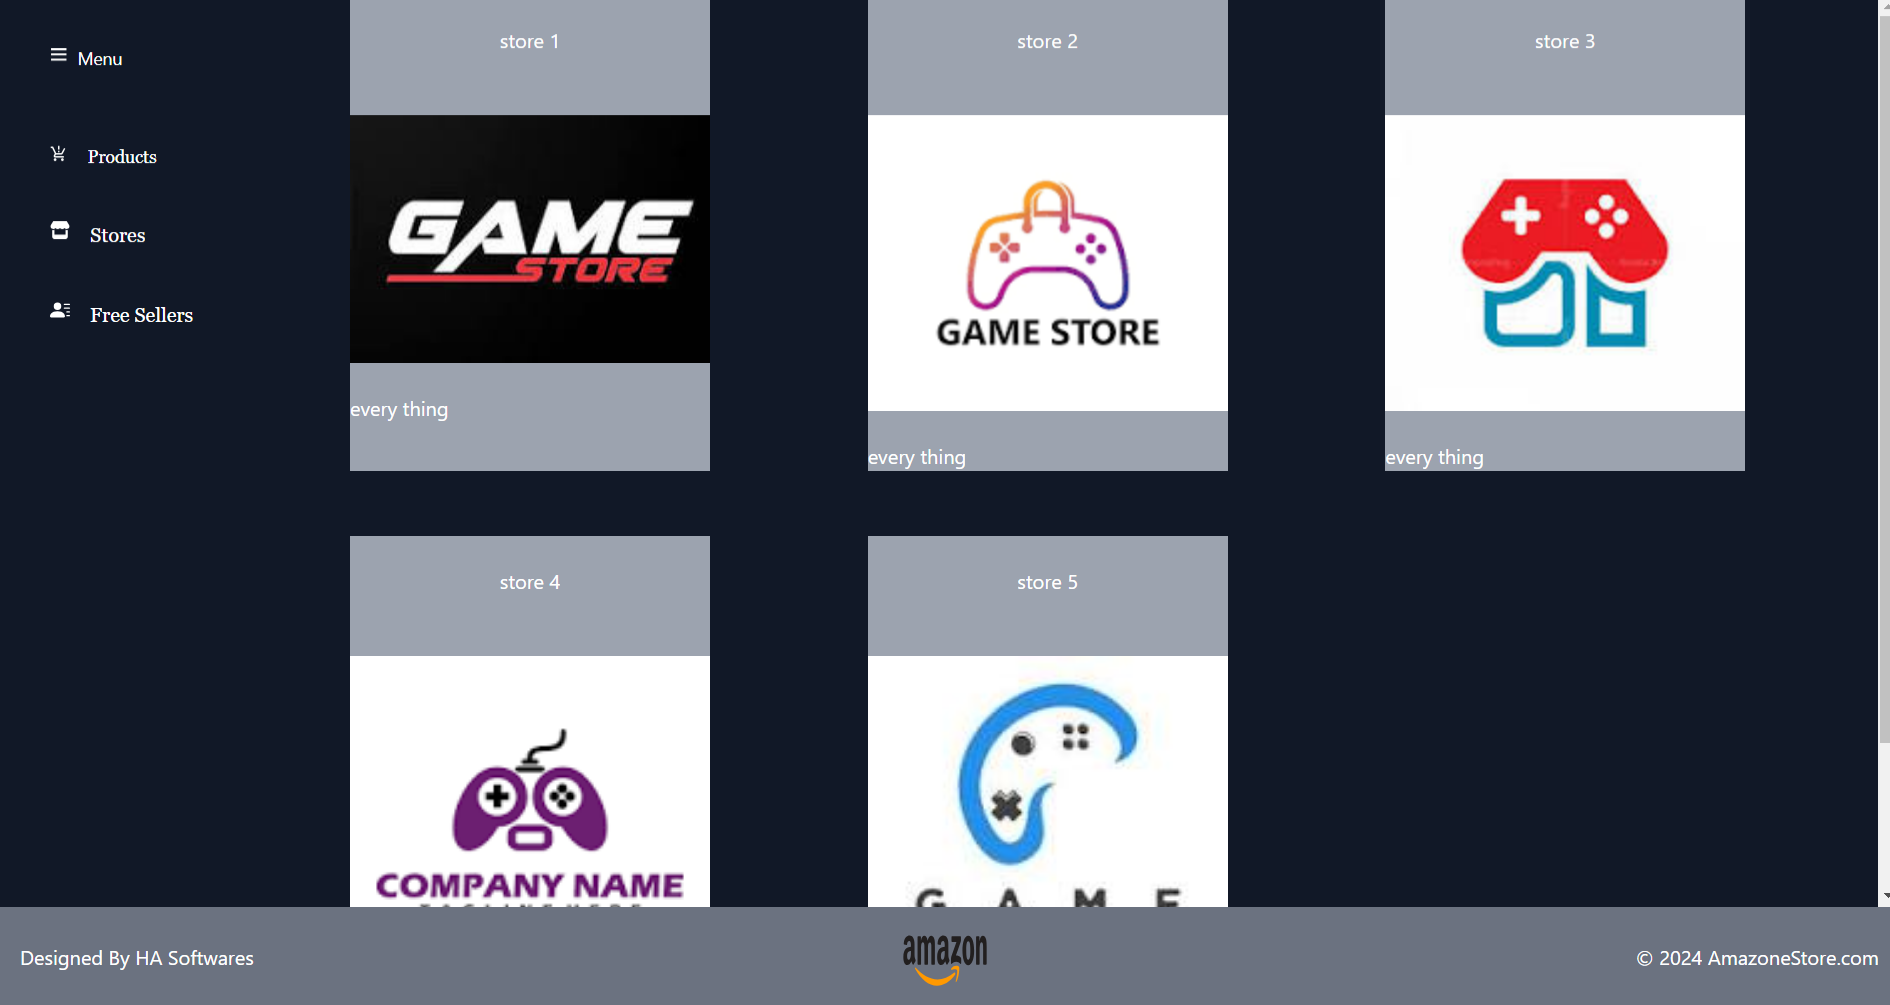 Menu
Products
Stores
Free Sellers
store 1
store 2
store 3
GAME
STORE
GAME STORE
every thing
every thing
every thing
store 4
store 5
COMPANY NAME
GAME
Designed By HA Softwares
amazon
© 2024 AmazoneStore.com